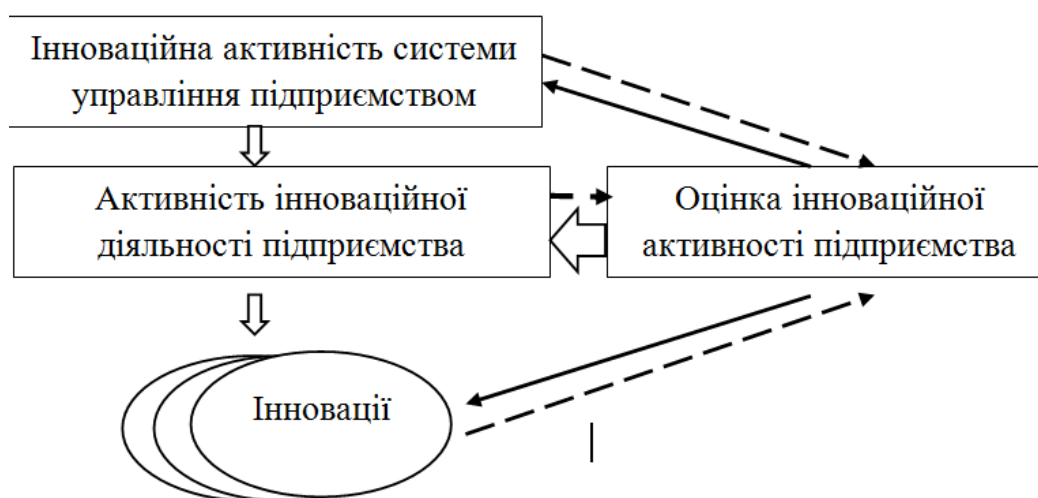 Інноваційна активність системи
управління підприємством
Активність інноваційної
діяльності підприємства
Оцінка інноваційної
активності підприємства
Інновації